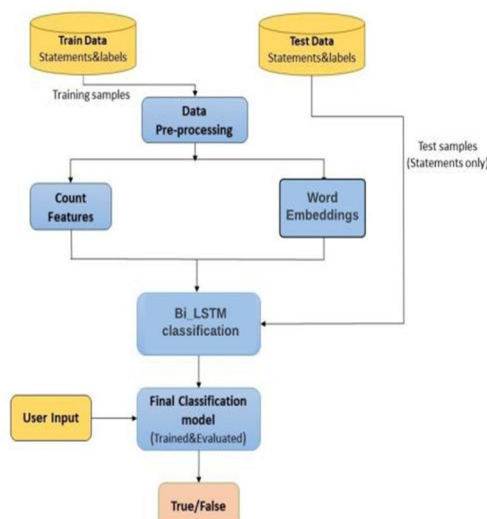 Train Data
Statements&labels
Test Data
Statements&labels
Training samples
Data
Pre-processing
Test samples
(Statements only)
Count
Features
Word
Embeddings
Bi_LSTM
classification
User Input
Final Classification
model
(Trained&Evaluated)
True/False